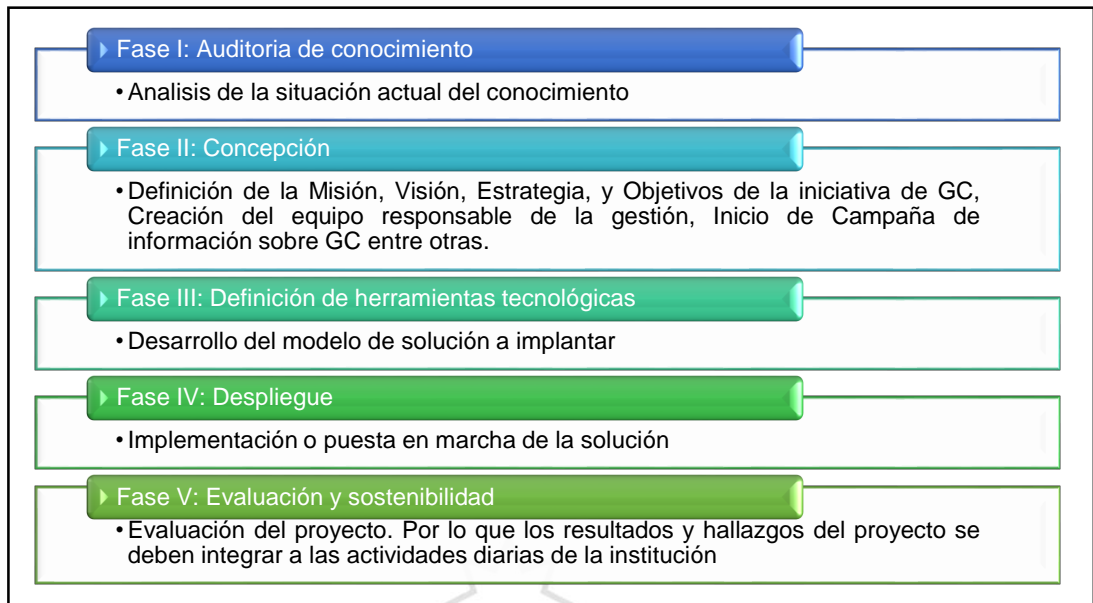 Fase I: Auditoria de conocimiento
• Analisis de la situación actual del conocimiento
Fase II: Concepción
• Definición de la Misión, Visión, Estrategia, y Objetivos de la iniciativa de GC,
Creación del equipo responsable de la gestión, Inicio de Campaña de
información sobre GC entre otras.
Fase III: Definición de herramientas tecnológicas
• Desarrollo del modelo de solución a implantar
Fase IV: Despliegue
• Implementación o puesta en marcha de la solución
Fase V: Evaluación y sostenibilidad
• Evaluación del proyecto. Por lo que los resultados y hallazgos del proyecto se
deben integrar a las actividades diarias de la institución